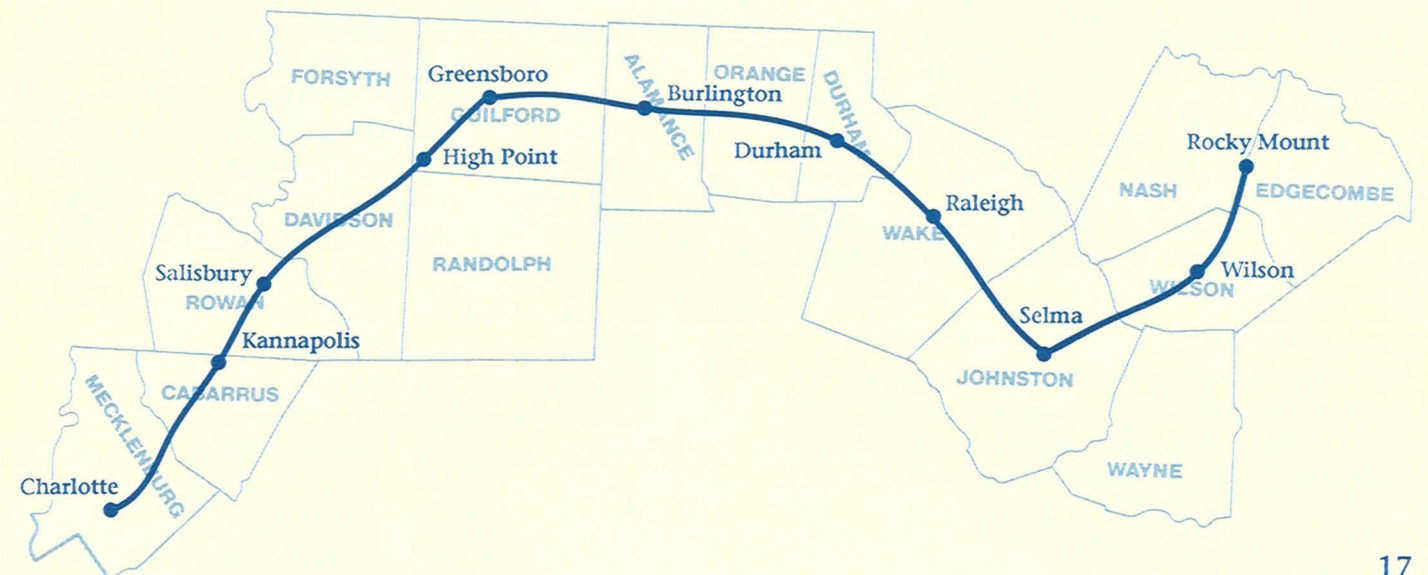 FORSYTH
Greensboro
GUILFORD
High Point
DAVIDSON
RANDOLPH
Salisbury
ROWAN
Kannapolis
CABARRUS
MECKLENBURG
Charlotte
ALAMANCE
Burlington
ORANGE
DURHAM
Durham
Raleigh
WAKE
Selma
JOHNSTON
Rocky Mount
NASH
EDGECOMBE
Wilson
WILSON
WAYNE
17